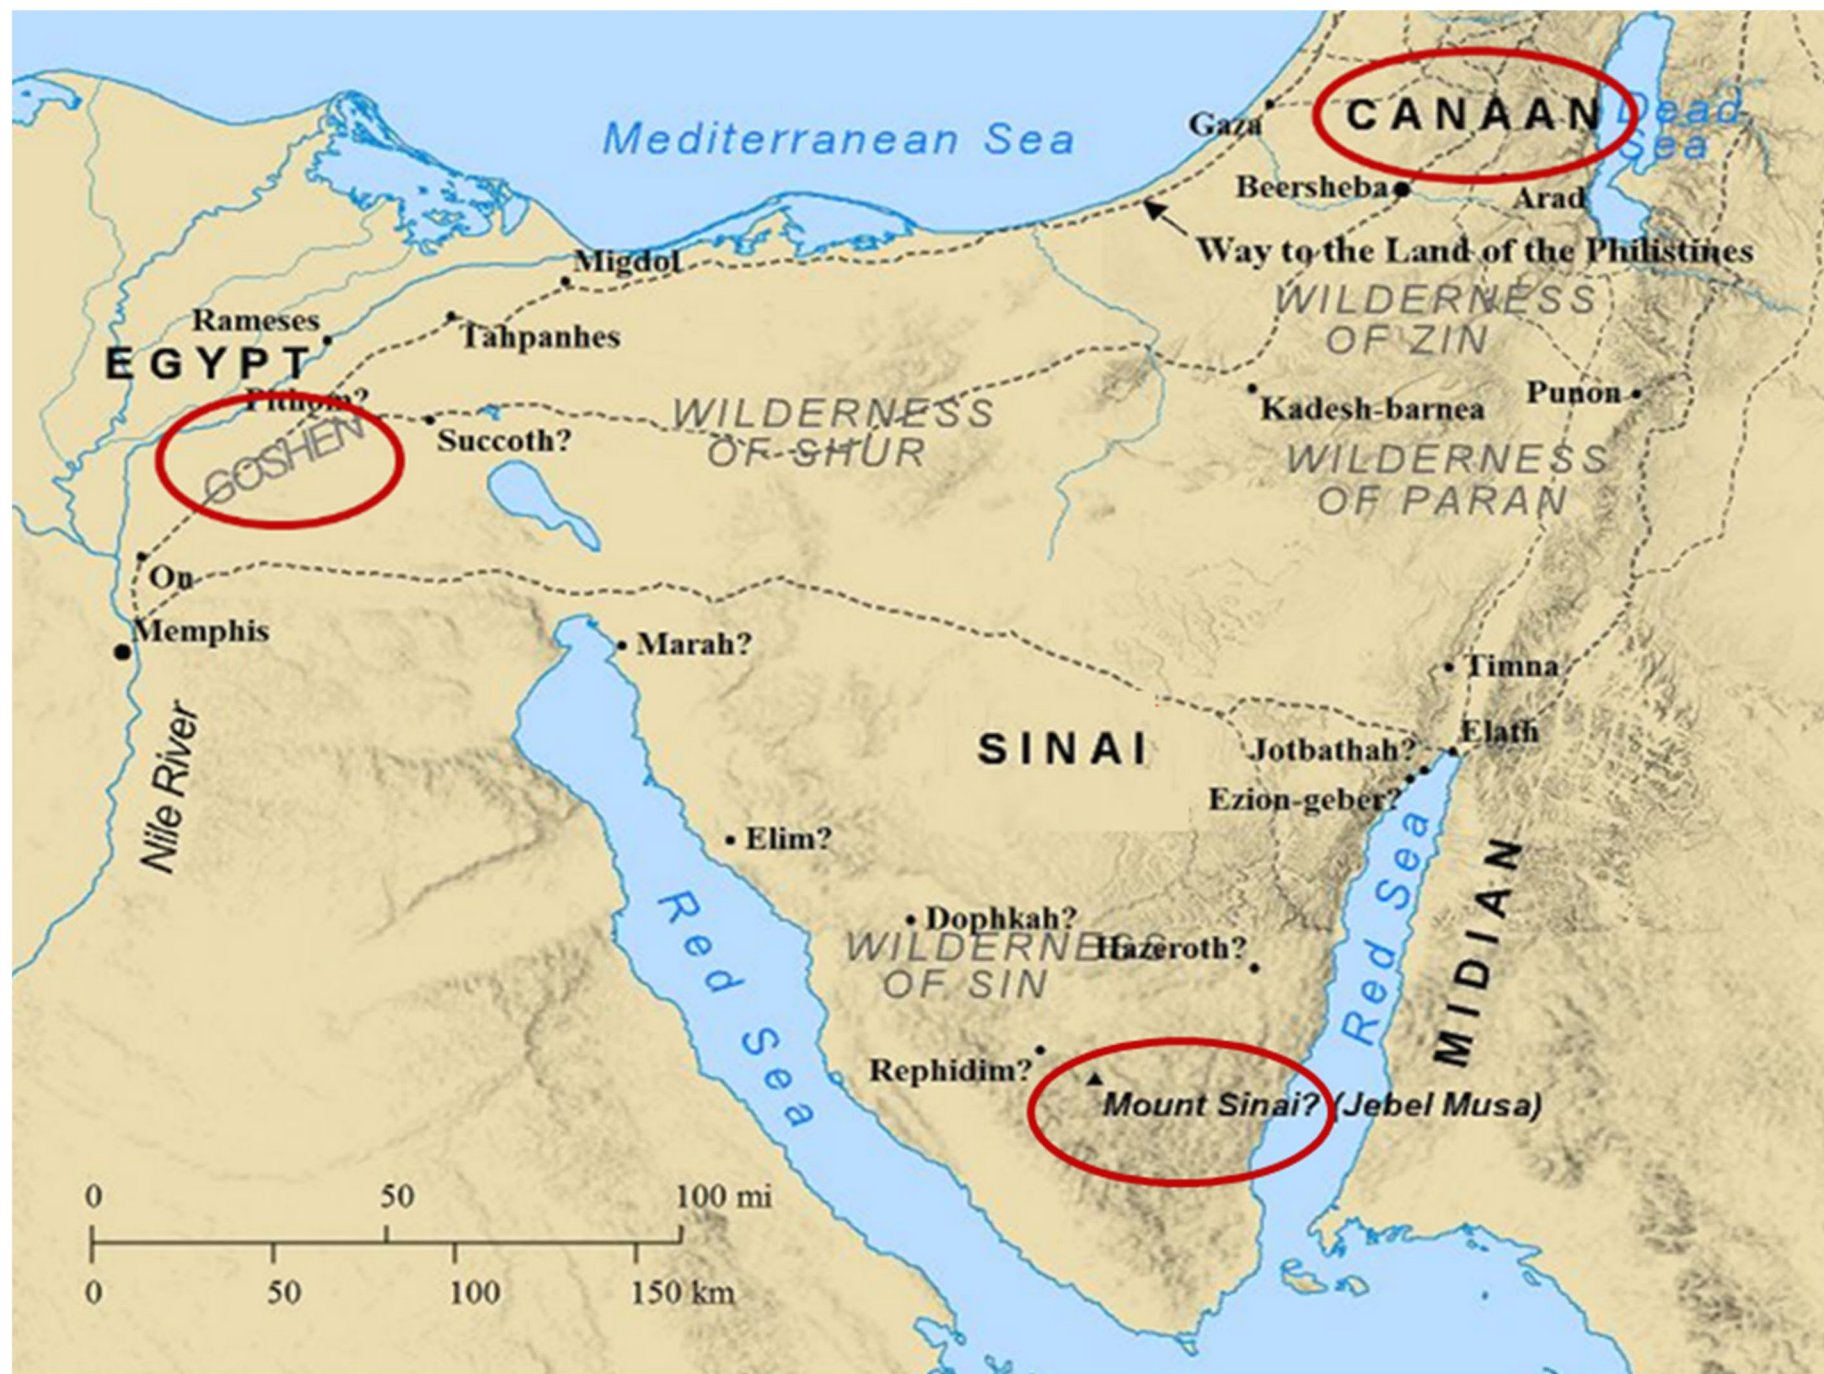 Mediterranean Sea
Gaza
CANAAN
Dead
Sea
Beersheba
Arad
Way to the Land of the Philistines
Migdol
WILDERNESS
OF ZIN
Rameses
Tahpanhes
EGYPT
Pithom?
GOSHEN
Succoth?
WILDERNESS
OF SHUR
Kadesh-barnea
Punon
WILDERNESS
OF PARAN
On
Memphis
Marah?
Timna
Nile River
SINAI
Elath
Jotbathah?
Ezion-geber?
Elim?
Red Sea
Red Sea
MIDIAN
Dophkah?
WILDERNESS
OF SIN
Hazeroth?
Rephidim?
Mount Sinai? (Jebel Musa)
0 50 100 mi
0 50 100 150 km